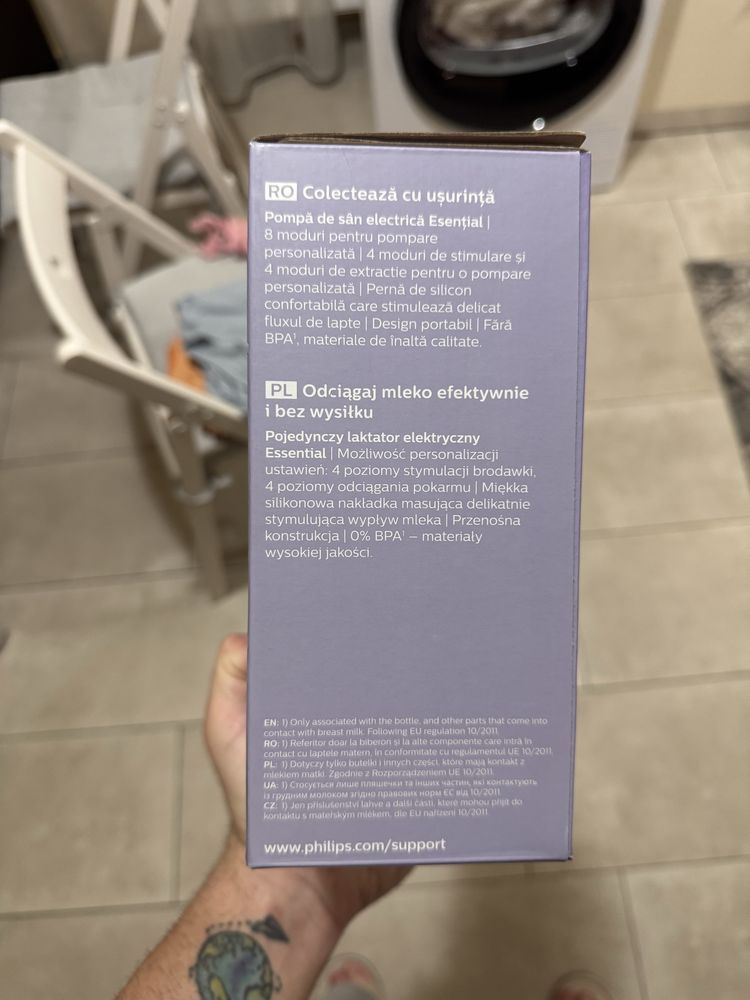 RO Colectează cu ușurință
Pompă de sân electrică Esențial |
8 moduri pentru pompare
personalizată | 4 moduri de stimulare și
4 moduri de extractie pentru o pompare
personalizată | Pernă de silicon
confortabilă care stimulează delicat
fluxul de lapte | Design portabil | Fără
BPA¹, materiale de înaltă calitate.
PL Odciągaj mleko efektywnie
i bez wysiłku
Pojedynczy laktator elektryczny
Essential | Możliwość personalizacji
ustawień: 4 poziomy stymulacji brodawki,
4 poziomy odciągania pokarmu | Miękka
silikonowa nakładka masująca delikatnie
stymulująca wypływ mleka | Przenośna
konstrukcja | 0% BPA¹ – materiały
wysokiej jakości.
EN: 1) Only associated with the bottle, and other parts that come into
contact with breast milk. Following EU regulation 10/2011.
RO: 1) Referitor doar la biberon și la alte componente care intră în
contact cu laptele matern, în conformitate cu regulamentul UE 10/2011.
PL: 1) Dotyczy tylko butelki i innych części, które mają kontakt z
mlekiem matki. Zgodnie z Rozporządzeniem UE 10/2011.
UA: 1) Стосується лише пляшечки та інших частин, які контактують
із грудним молоком згідно правових норм ЄС від 10/2011.
CZ: 1) Jen příslušenství lahve a další části, které mohou přijít do
kontaktu s mateřským mlékem, dle EU nařízení 10/2011.
www.philips.com/support